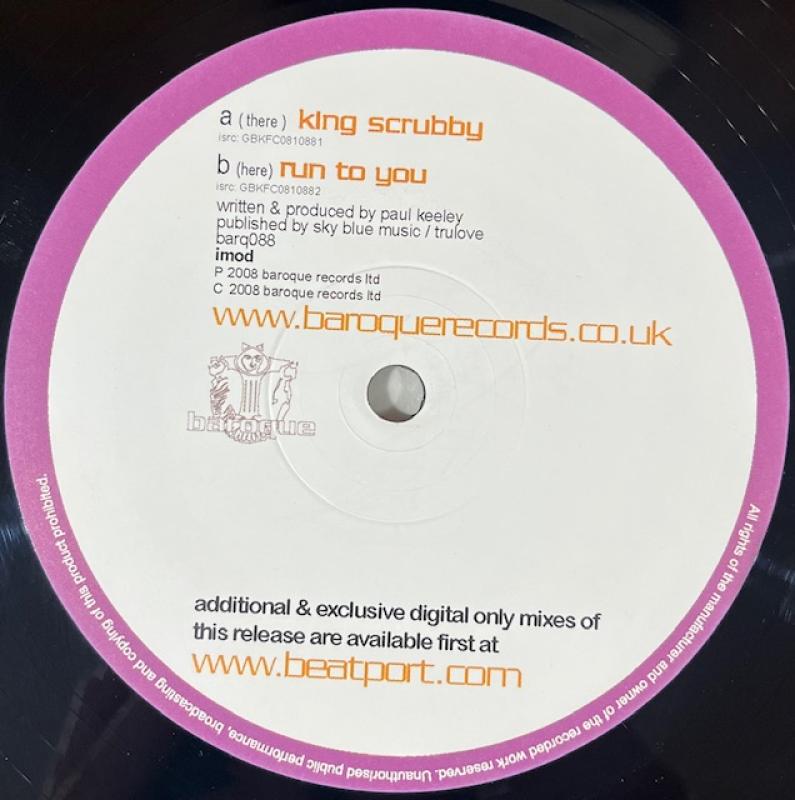 a ( there ) king scrubby
isrc: GBKFC0810881
b (here) run to you
isrc: GBKFC0810882
written & produced by paul keeley
published by sky blue music / trulove
barq088
imod
P 2008 baroque records ltd
C 2008 baroque records ltd
www.baroquerecords.co.uk
baroque
additional & exclusive digital only mixes of
this release are available first at
www.beatport.com
All rights of the manufacturer and owner of the recorded work reserved. Unauthorised public performance, broadcasting and copying of this product prohibited.